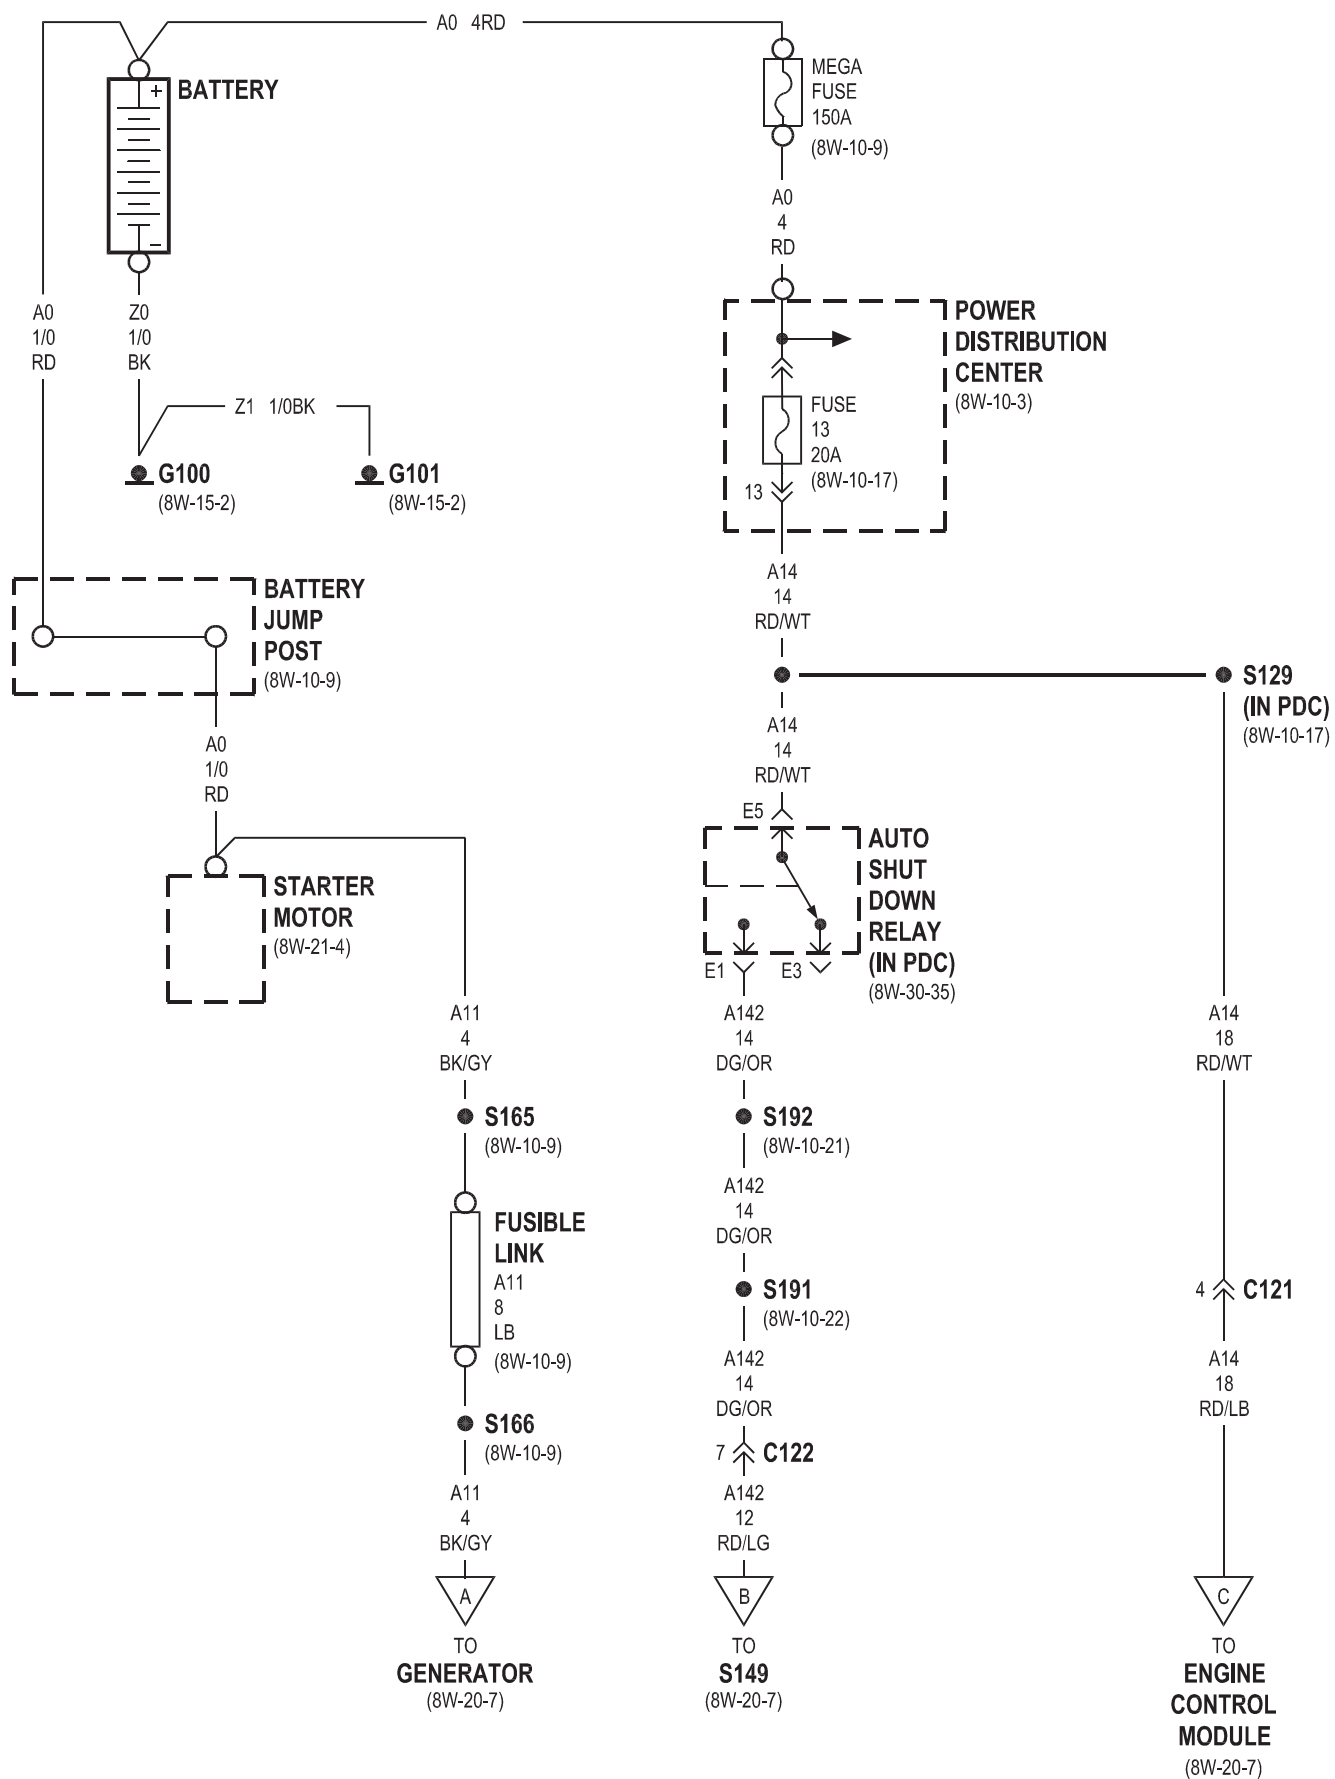 A0 4RD
MEGA
FUSE
150A
(8W-10-9)
+
BATTERY
−
A0
4
RD
A0
1/0
RD
Z0
1/0
BK
Z1 1/0BK
G100
(8W-15-2)
G101
(8W-15-2)
POWER
DISTRIBUTION
CENTER
(8W-10-3)
FUSE
13
20A
(8W-10-17)
13
BATTERY
JUMP
POST
(8W-10-9)
A14
14
RD/WT
S129
(IN PDC)
(8W-10-17)
A0
1/0
RD
A14
14
RD/WT
E5
AUTO
SHUT
DOWN
RELAY
(IN PDC)
(8W-30-35)
E1
E3
STARTER
MOTOR
(8W-21-4)
A11
4
BK/GY
A142
14
DG/OR
A14
18
RD/WT
S165
(8W-10-9)
S192
(8W-10-21)
FUSIBLE
LINK
A11
8
LB
(8W-10-9)
A142
14
DG/OR
S191
(8W-10-22)
4
C121
S166
(8W-10-9)
A142
14
DG/OR
A14
18
RD/LB
7
C122
A11
4
BK/GY
A142
12
RD/LG
A
TO
GENERATOR
(8W-20-7)
B
TO
S149
(8W-20-7)
C
TO
ENGINE
CONTROL
MODULE
(8W-20-7)